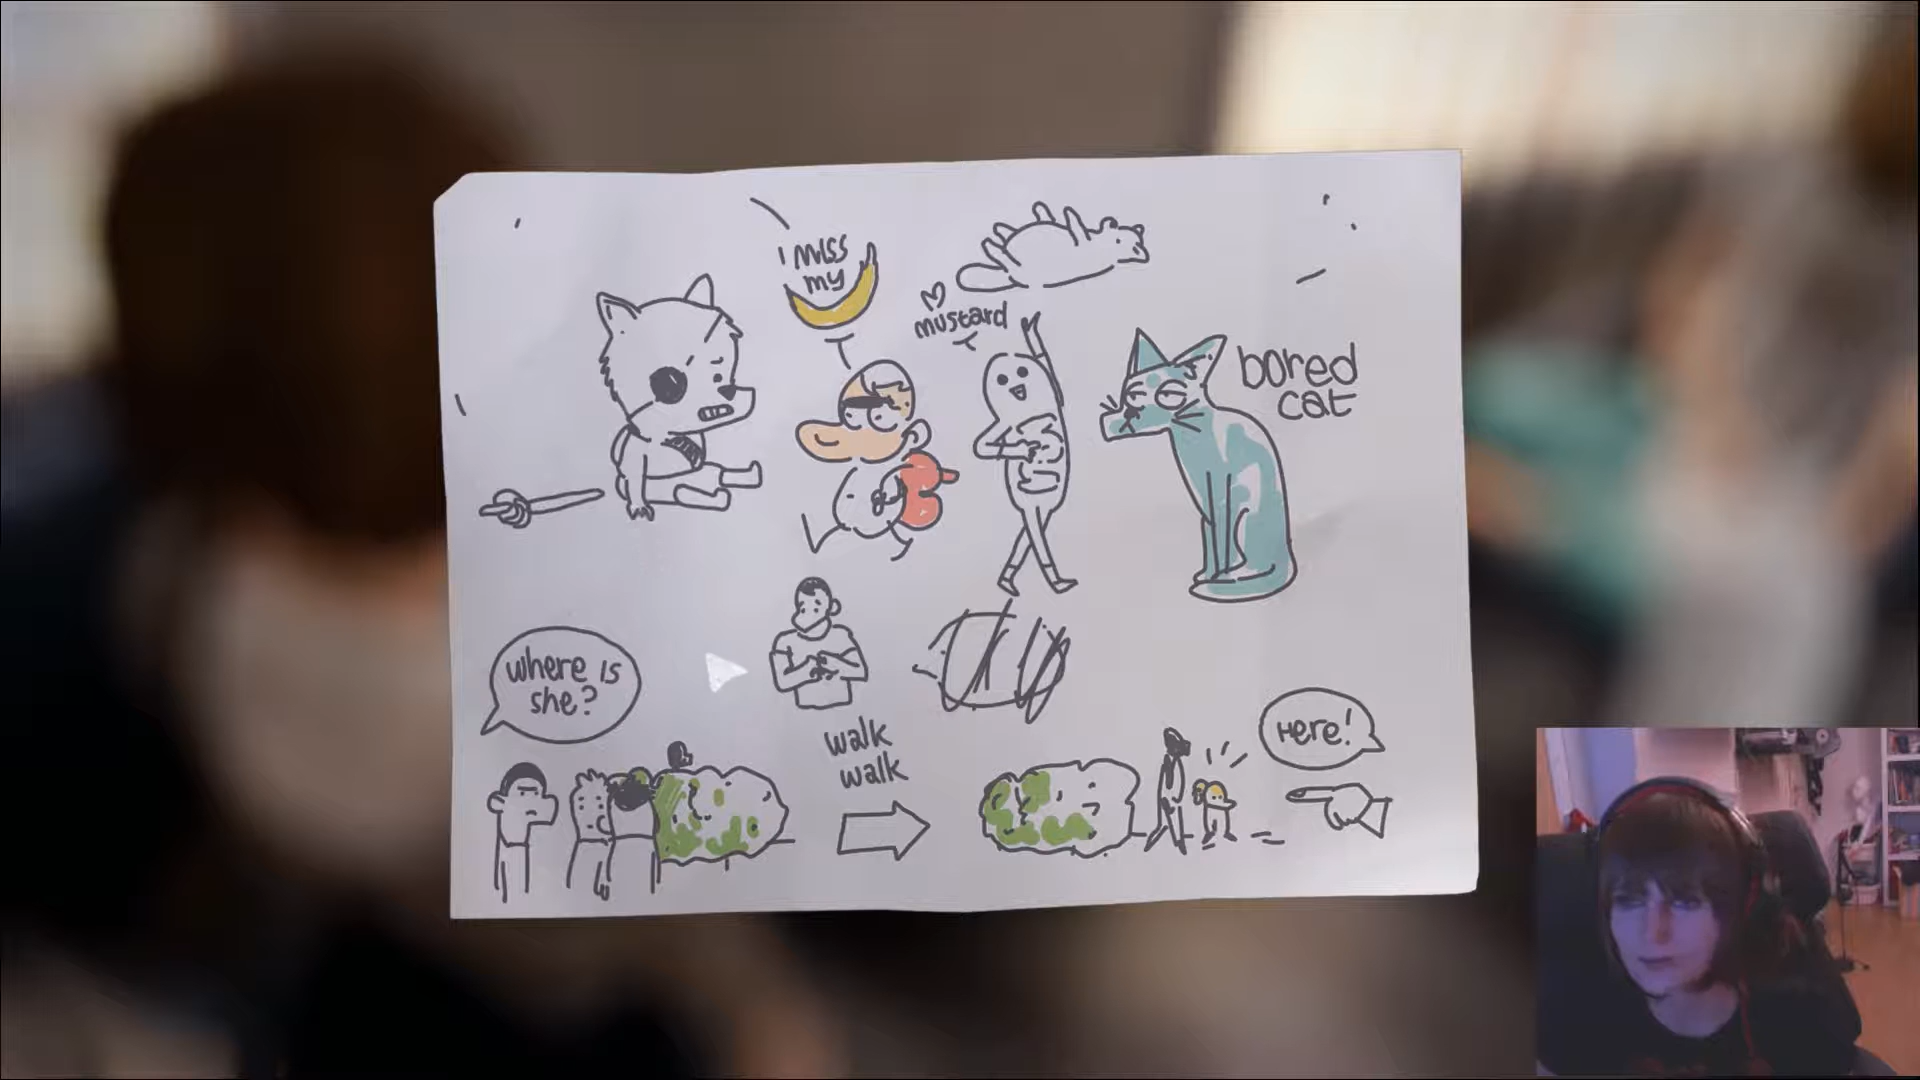 I miss
my
mustard
bored
cat
where is
she?
walk
walk
Here!